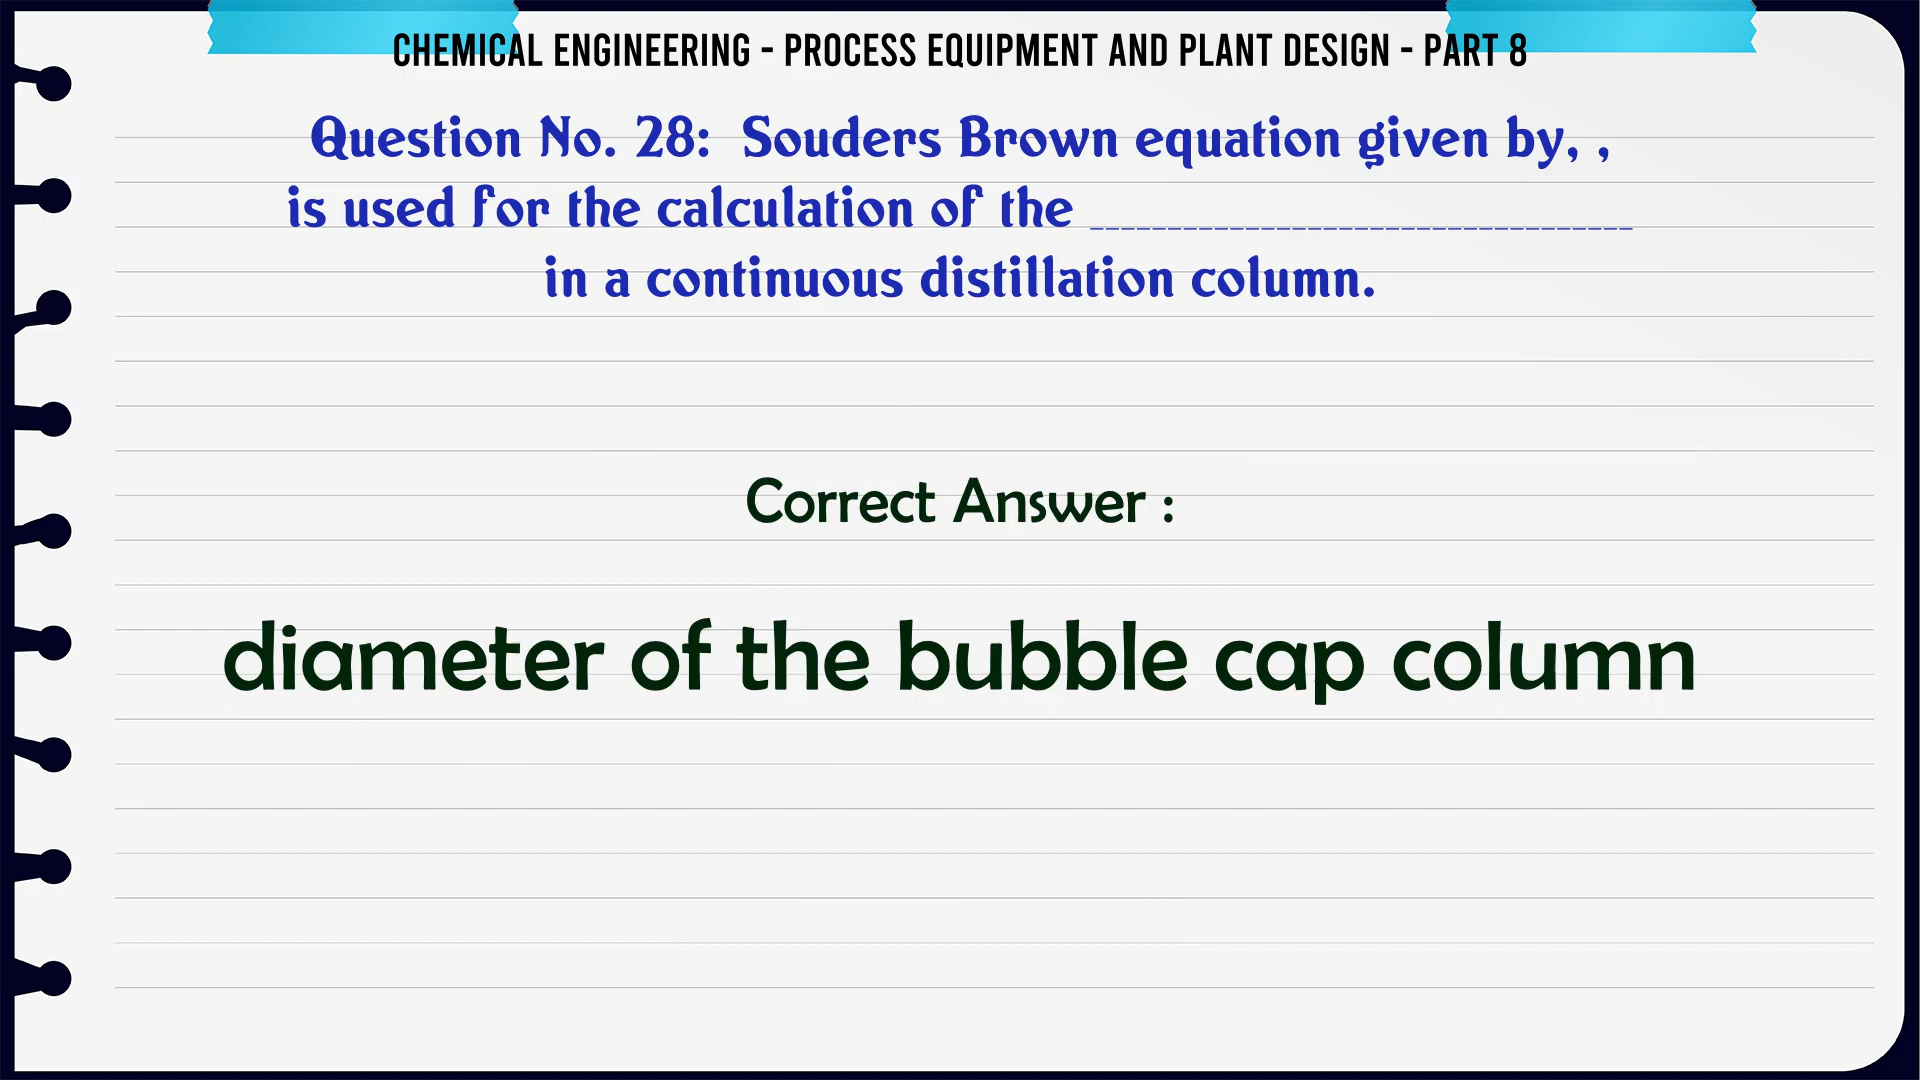 CHEMICAL ENGINEERING - PROCESS EQUIPMENT AND PLANT DESIGN - PART 8
Question No. 28: Souders Brown equation given by, ,
is used for the calculation of the ___________________________________
in a continuous distillation column.
Correct Answer :
diameter of the bubble cap column